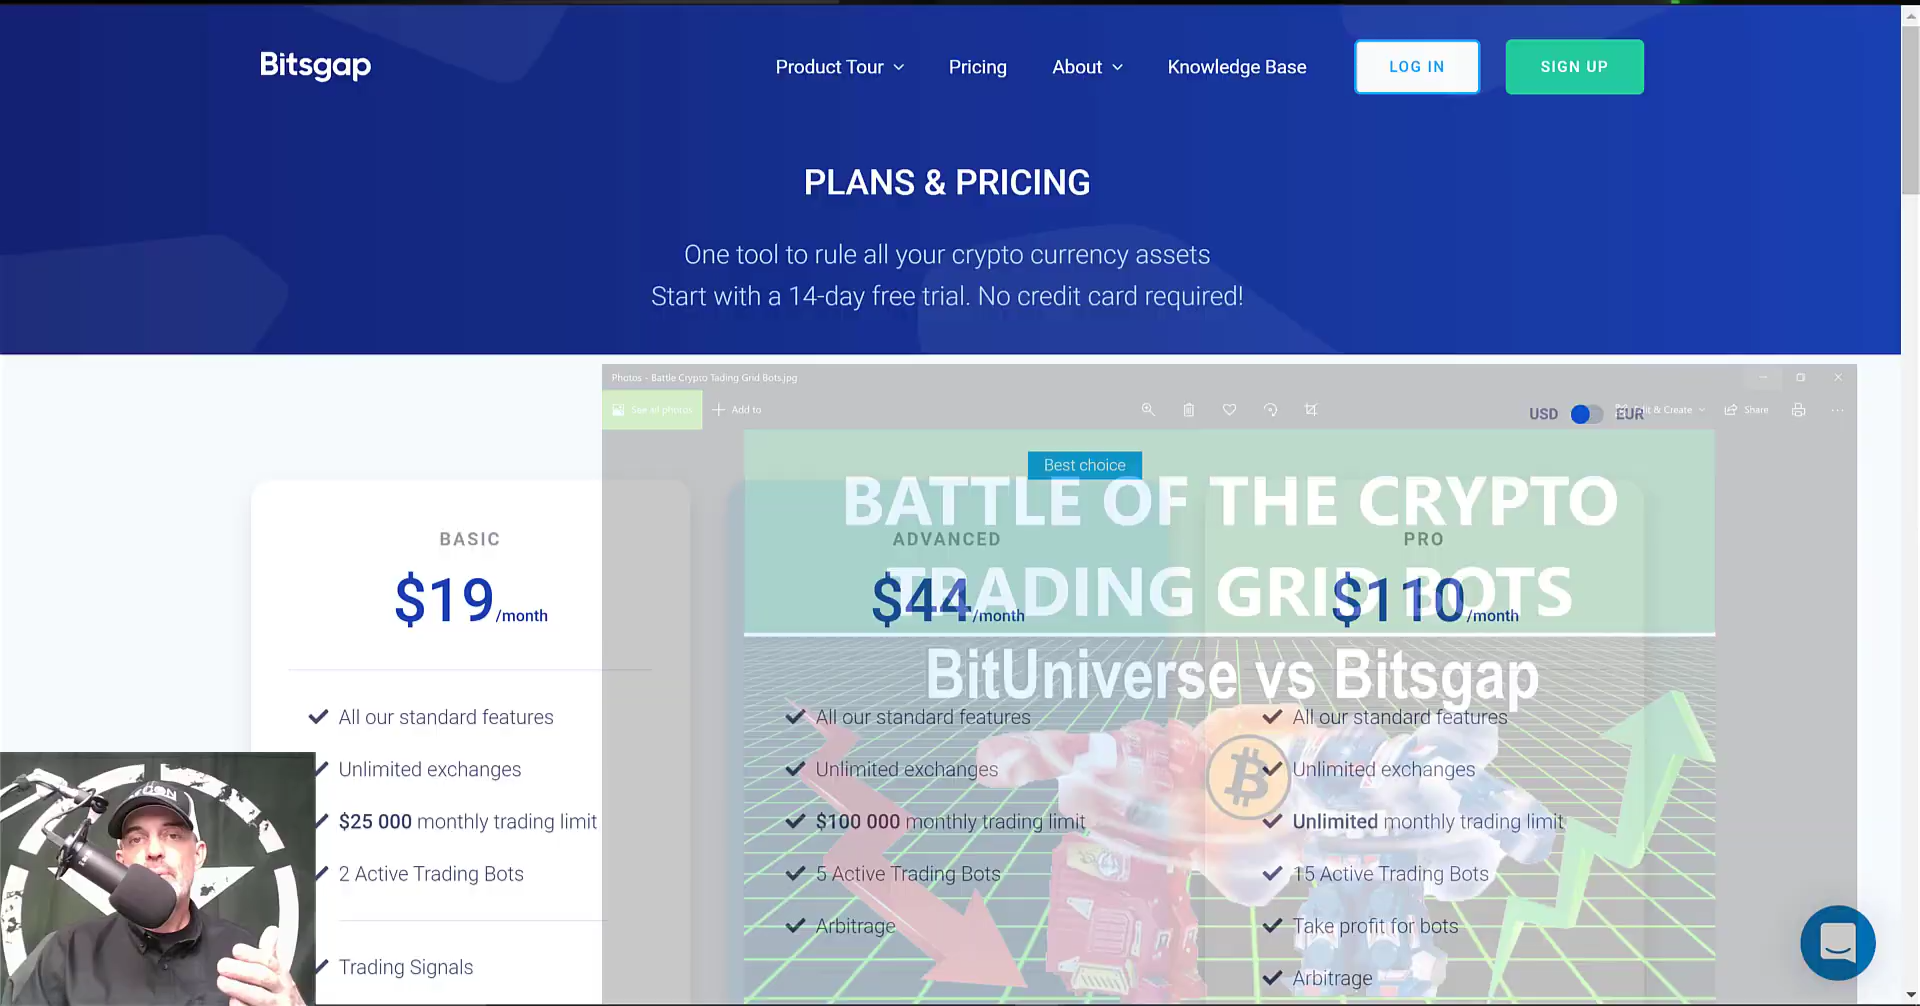 Bitsgap
Product Tour
Pricing
About
Knowledge Base
LOG IN
SIGN UP
PLANS & PRICING
One tool to rule all your crypto currency assets
Start with a 14-day free trial. No credit card required!
Photos - Battle Crypto Tading Grid Bots.jpg
See all photos
Add to
Edit & Create
Share
USD
EUR
Best choice
BATTLE OF THE CRYPTO
TRADING GRID BOTS
BitUniverse vs Bitsgap
BASIC
$19/month
All our standard features
Unlimited exchanges
$25 000 monthly trading limit
2 Active Trading Bots
Trading Signals
ADVANCED
$44/month
All our standard features
Unlimited exchanges
$100 000 monthly trading limit
5 Active Trading Bots
Arbitrage
PRO
$110/month
All our standard features
Unlimited exchanges
Unlimited monthly trading limit
15 Active Trading Bots
Take profit for bots
Arbitrage